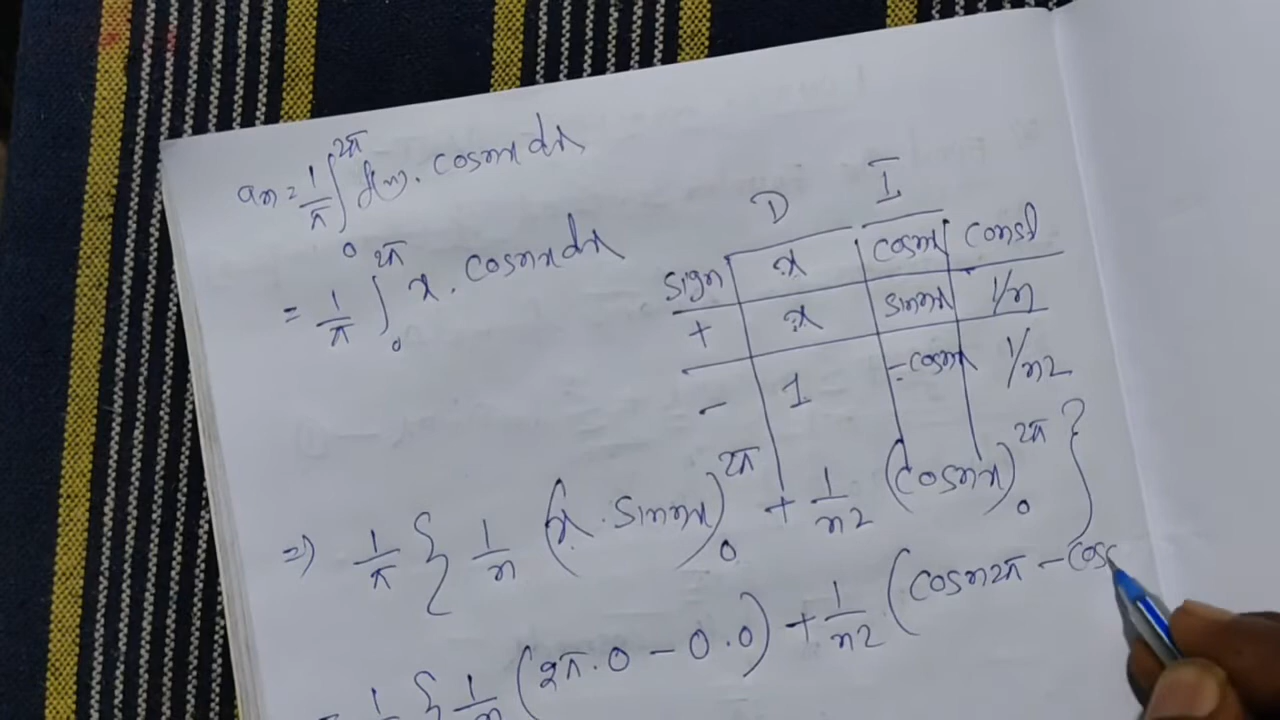 an = 1/π ∫₀^2π f(x). cosnx dx
= 1/π ∫₀^2π x. cosnx dx
D I
sign x cosnx const
+ x sinnx 1/n
- 1 -cosnx 1/n2
=) 1/π { 1/n (x. sinnx)₀^2π + 1/n2 (cosnx)₀^2π }
= 1/π { 1/n (2π.0 - 0.0) + 1/n2 (cosn2π - cos